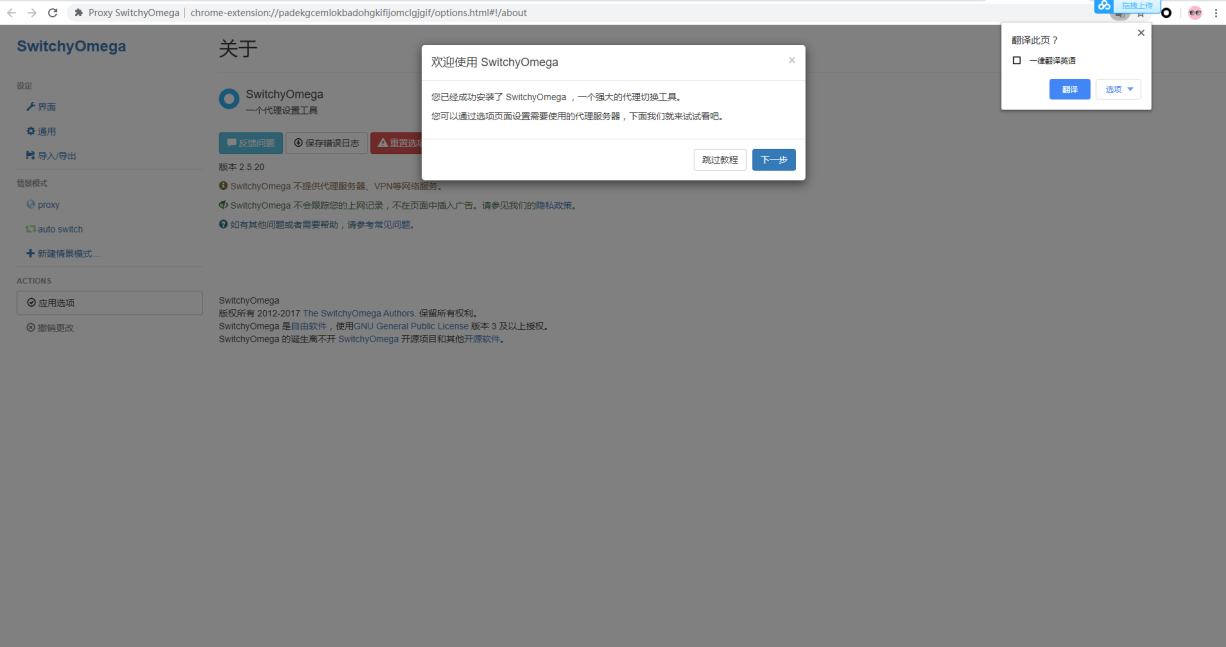 Proxy SwitchyOmega | chrome-extension://padekgcemlokbadohgkifijomclgjgif/options.html#!/about
拖拽上传
翻译此页？
一律翻译英语
翻译
选项
SwitchyOmega
设定
界面
通用
导入/导出
情景模式
proxy
auto switch
新建情景模式...
ACTIONS
应用选项
撤销更改
关于
SwitchyOmega
一个代理设置工具
反馈问题
保存错误日志
重置选项
版本 2.5.20
SwitchyOmega 不提供代理服务器、VPN等网络服务。
SwitchyOmega 不会跟踪您的上网记录，不在页面中插入广告。请参见我们的隐私政策。
如有其他问题或者需要帮助，请参考常见问题。
欢迎使用 SwitchyOmega
×
您已经成功安装了 SwitchyOmega ，一个强大的代理切换工具。
您可以通过选项页面设置需要使用的代理服务器，下面我们就来试试看吧。
跳过教程
下一步
SwitchyOmega
版权所有 2012-2017 The SwitchyOmega Authors. 保留所有权利。
SwitchyOmega 是自由软件，使用GNU General Public License 版本 3 及以上授权。
SwitchyOmega 的诞生离不开 SwitchyOmega 开源项目和其他开源软件。